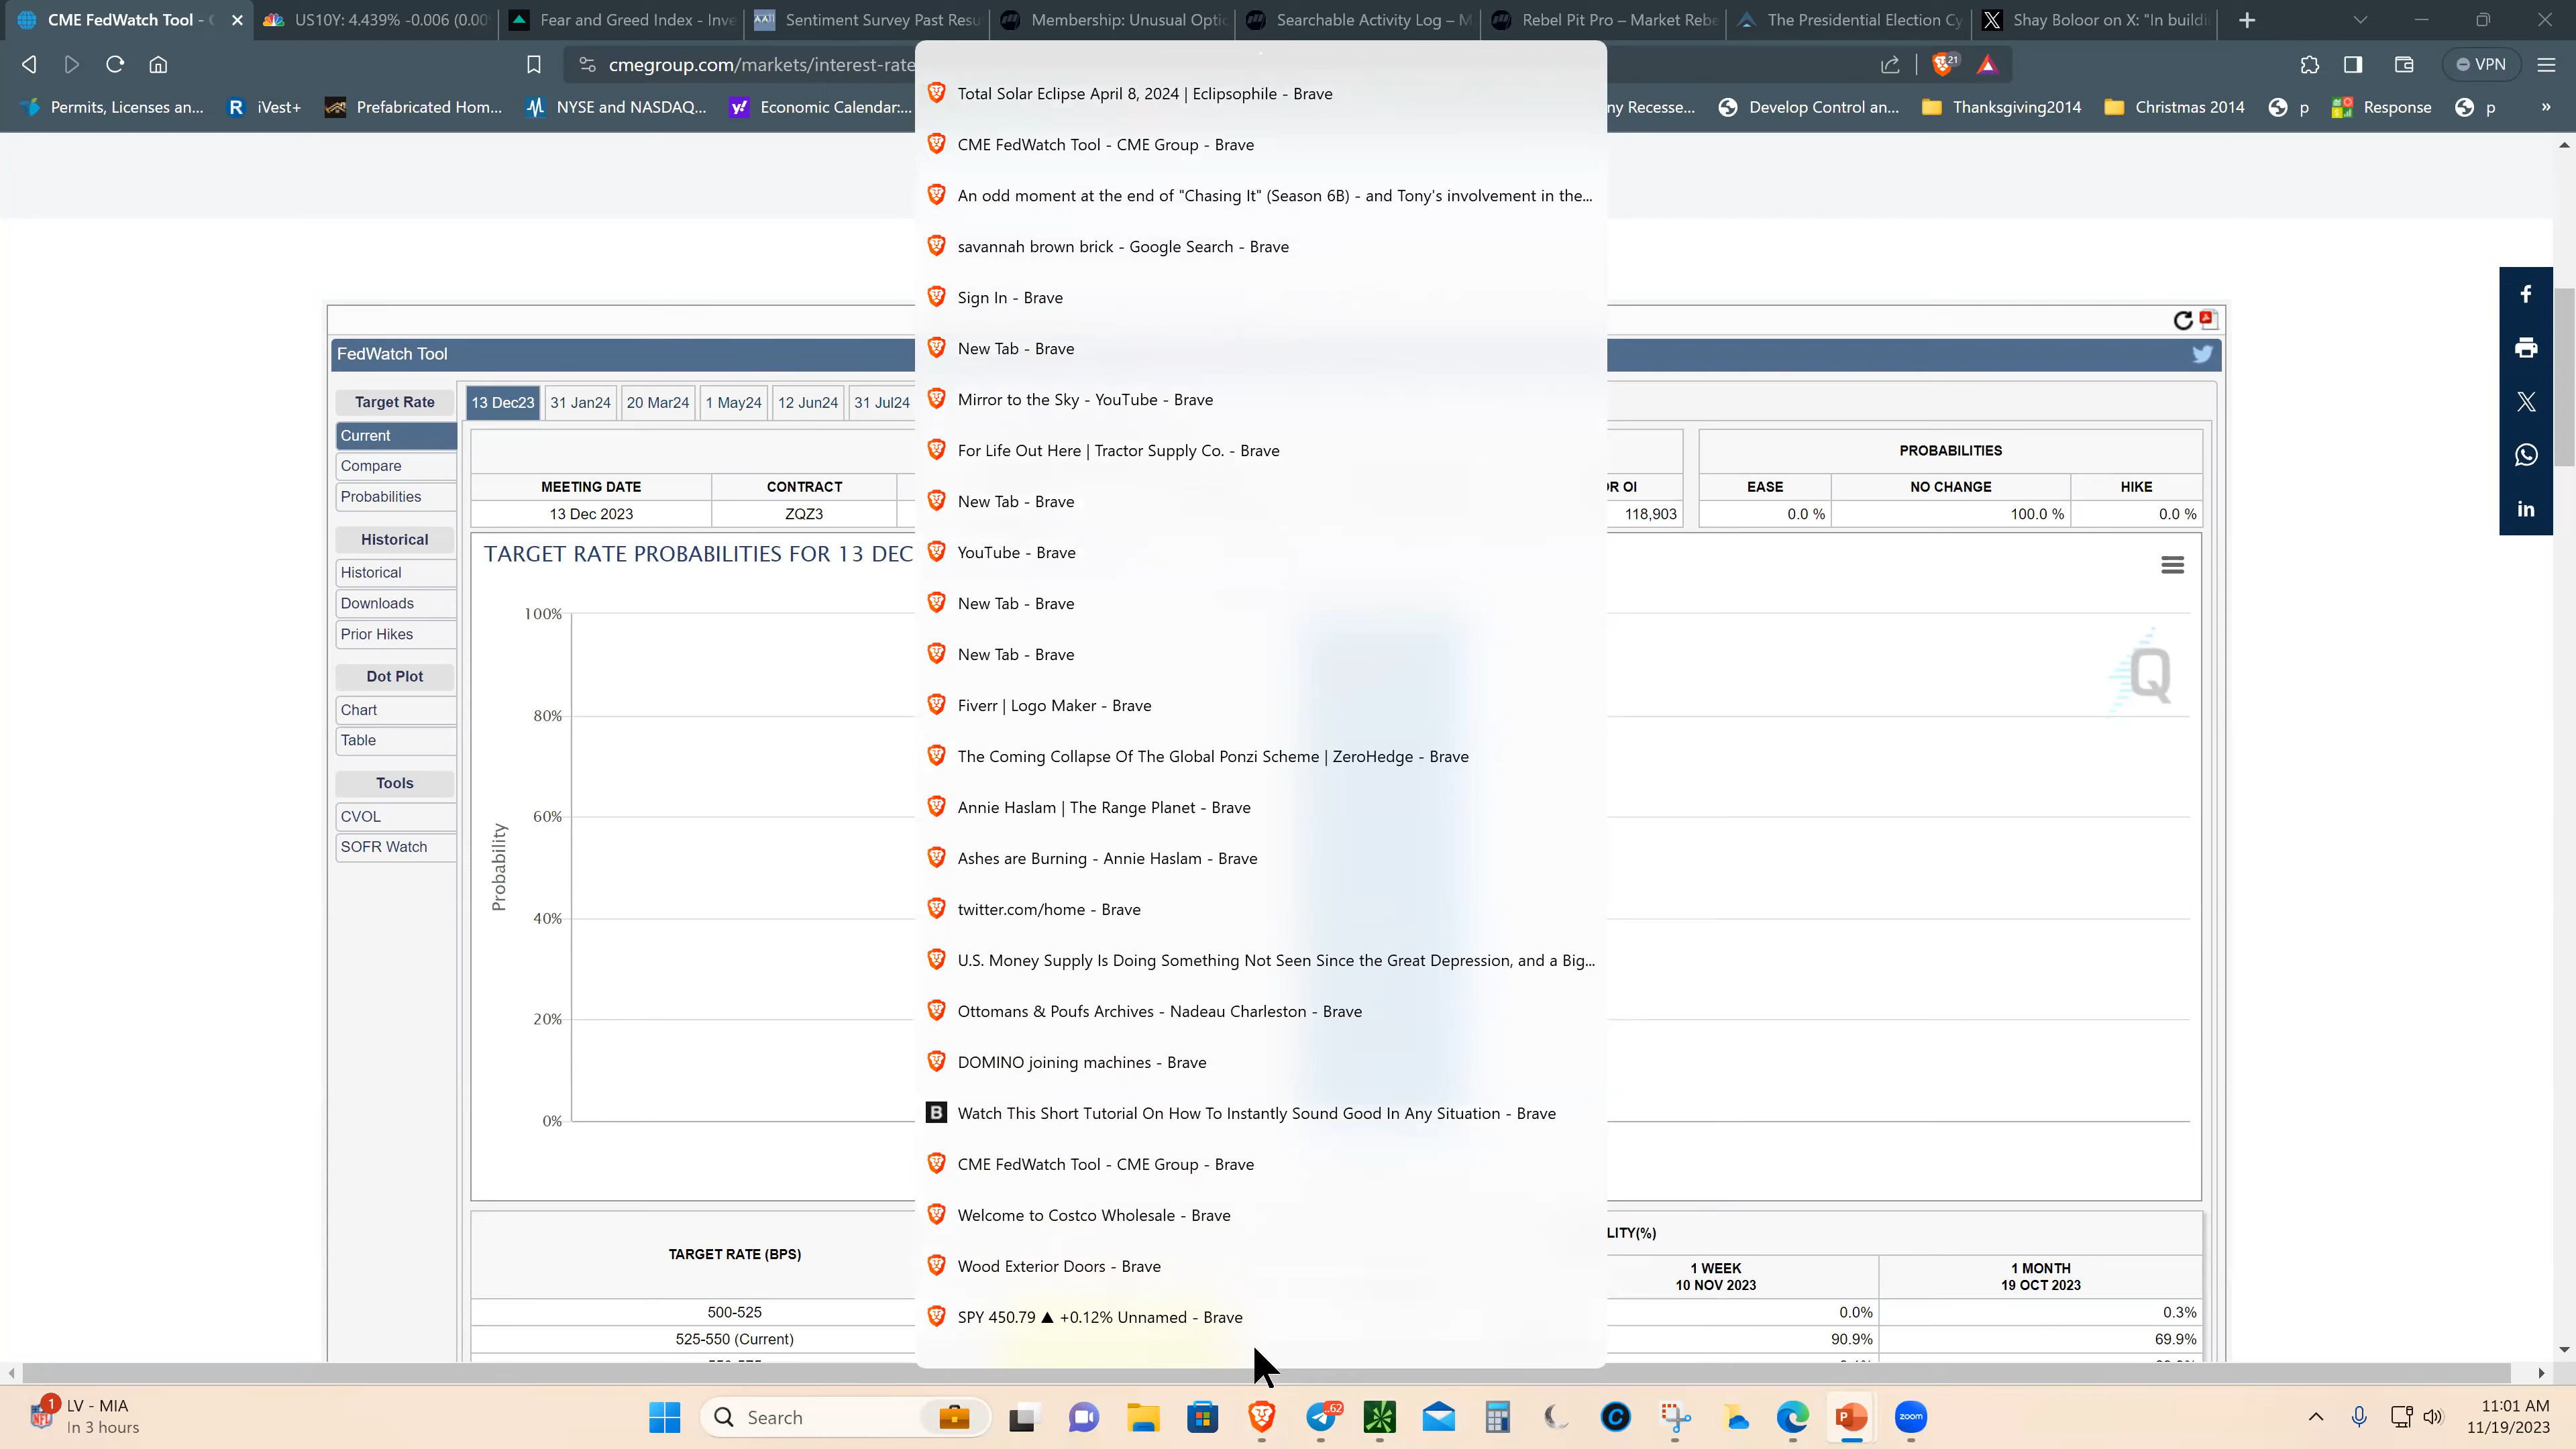 CME FedWatch Tool - C
US10Y: 4.439% -0.006 (0.00
Fear and Greed Index - Inve
AAII
Sentiment Survey Past Resu
Membership: Unusual Optio
Searchable Activity Log – M
Rebel Pit Pro – Market Rebe
The Presidential Election Cy
Shay Boloor on X: "In buildi
cmegroup.com/markets/interest-rate
21
VPN
Permits, Licenses an...
R iVest+
Prefabricated Hom...
NYSE and NASDAQ...
Economic Calendar:...
ny Recesse...
Develop Control an...
Thanksgiving2014
Christmas 2014
p
Response
p
»
Total Solar Eclipse April 8, 2024 | Eclipsophile - Brave
CME FedWatch Tool - CME Group - Brave
An odd moment at the end of "Chasing It" (Season 6B) - and Tony's involvement in the...
savannah brown brick - Google Search - Brave
Sign In - Brave
New Tab - Brave
Mirror to the Sky - YouTube - Brave
For Life Out Here | Tractor Supply Co. - Brave
New Tab - Brave
YouTube - Brave
New Tab - Brave
New Tab - Brave
Fiverr | Logo Maker - Brave
The Coming Collapse Of The Global Ponzi Scheme | ZeroHedge - Brave
Annie Haslam | The Range Planet - Brave
Ashes are Burning - Annie Haslam - Brave
twitter.com/home - Brave
U.S. Money Supply Is Doing Something Not Seen Since the Great Depression, and a Big...
Ottomans & Poufs Archives - Nadeau Charleston - Brave
DOMINO joining machines - Brave
B Watch This Short Tutorial On How To Instantly Sound Good In Any Situation - Brave
CME FedWatch Tool - CME Group - Brave
Welcome to Costco Wholesale - Brave
Wood Exterior Doors - Brave
SPY 450.79 ▲ +0.12% Unnamed - Brave
FedWatch Tool
Target Rate
Current
Compare
Probabilities
Historical
Historical
Downloads
Prior Hikes
Dot Plot
Chart
Table
Tools
CVOL
SOFR Watch
13 Dec23
31 Jan24
20 Mar24
1 May24
12 Jun24
31 Jul24
MEETING DATE
CONTRACT
13 Dec 2023
ZQZ3
OR OI
118,903
PROBABILITIES
EASE
NO CHANGE
HIKE
0.0 %
100.0 %
0.0 %
TARGET RATE PROBABILITIES FOR 13 DEC
Probability
100%
80%
60%
40%
20%
0%
Q
TARGET RATE (BPS)
LITY(%)
1 WEEK
10 NOV 2023
1 MONTH
19 OCT 2023
500-525
0.0%
0.3%
525-550 (Current)
90.9%
69.9%
f
X
in
1
LV - MIA
In 3 hours
Search
62
C
P
zoom
11:01 AM
11/19/2023